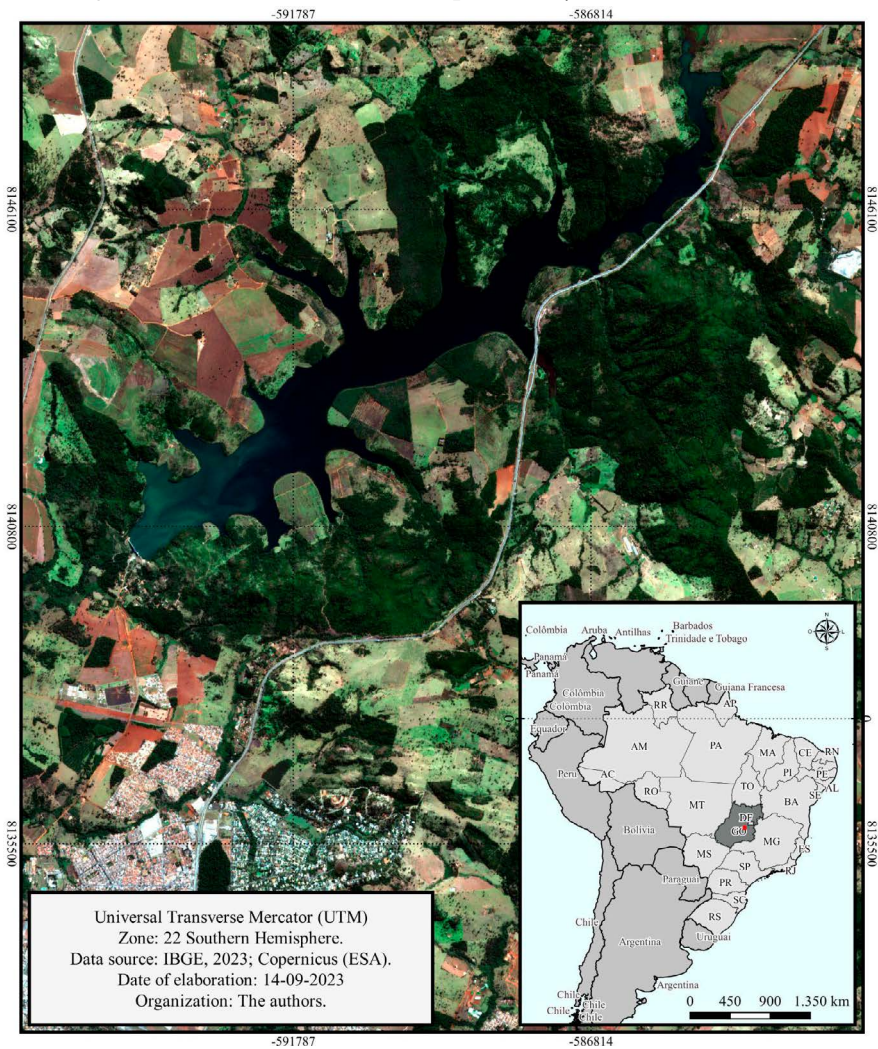 -591787
-586814
8146100
8146100
8140800
8140800
8135500
8135500
Colômbia
Aruba
Antilhas
Barbados
Trinidade e Tobago
Panamá
Panamá
Guiana
Guiana Francesa
Colômbia
Colômbia
RR
AP
0
0
Equador
AM
PA
MA
CE
RN
Peru
AC
PI
PE
TO
AL
RO
SE
MT
BA
DF
GO
Bolívia
MG
ES
MS
SP
RJ
Paraguai
PR
SC
Chile
RS
Argentina
Uruguai
Chile
Chile
Chile
Chile
Argentina
N
O
L
S
0 450 900 1.350 km
Universal Transverse Mercator (UTM)
Zone: 22 Southern Hemisphere.
Data source: IBGE, 2023; Copernicus (ESA).
Date of elaboration: 14-09-2023
Organization: The authors.
-591787
-586814